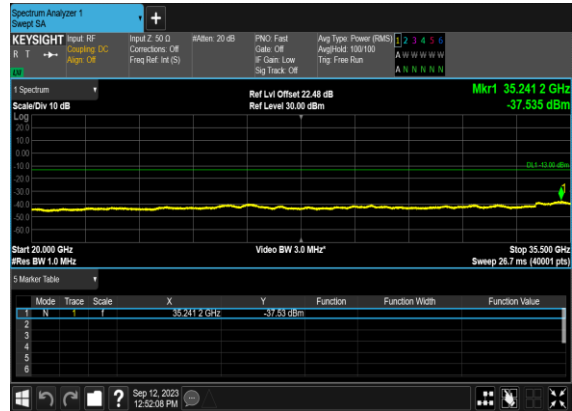 Spectrum Analyzer 1
Swept SA
+
KEYSIGHT Input: RF Input Z: 50 Ω #Atten: 20 dB PNO: Fast Avg Type: Power (RMS) 1 2 3 4 5 6
R T Coupling: DC Corrections: Off Gate: Off Avg|Hold: 100/100 A W W W W W
Align: Off Freq Ref: Int (S) IF Gain: Low Trig: Free Run
Sig Track: Off A N N N N N
1 Spectrum Ref Lvl Offset 22.48 dB Mkr1 35.241 2 GHz
Scale/Div 10 dB Ref Level 30.00 dBm -37.535 dBm
Log
20.0
10.0
0.00
-10.0
DL1 -13.00 dBm
-20.0
-30.0
-40.0
-50.0
-60.0
Start 20.000 GHz Video BW 3.0 MHz* Stop 35.500 GHz
#Res BW 1.0 MHz Sweep 26.7 ms (40001 pts)
5 Marker Table
Mode Trace Scale X Y Function Function Width Function Value
1 N 1 f 35.241 2 GHz -37.53 dBm
2
3
4
5
6
? Sep 12, 2023
12:52:08 PM